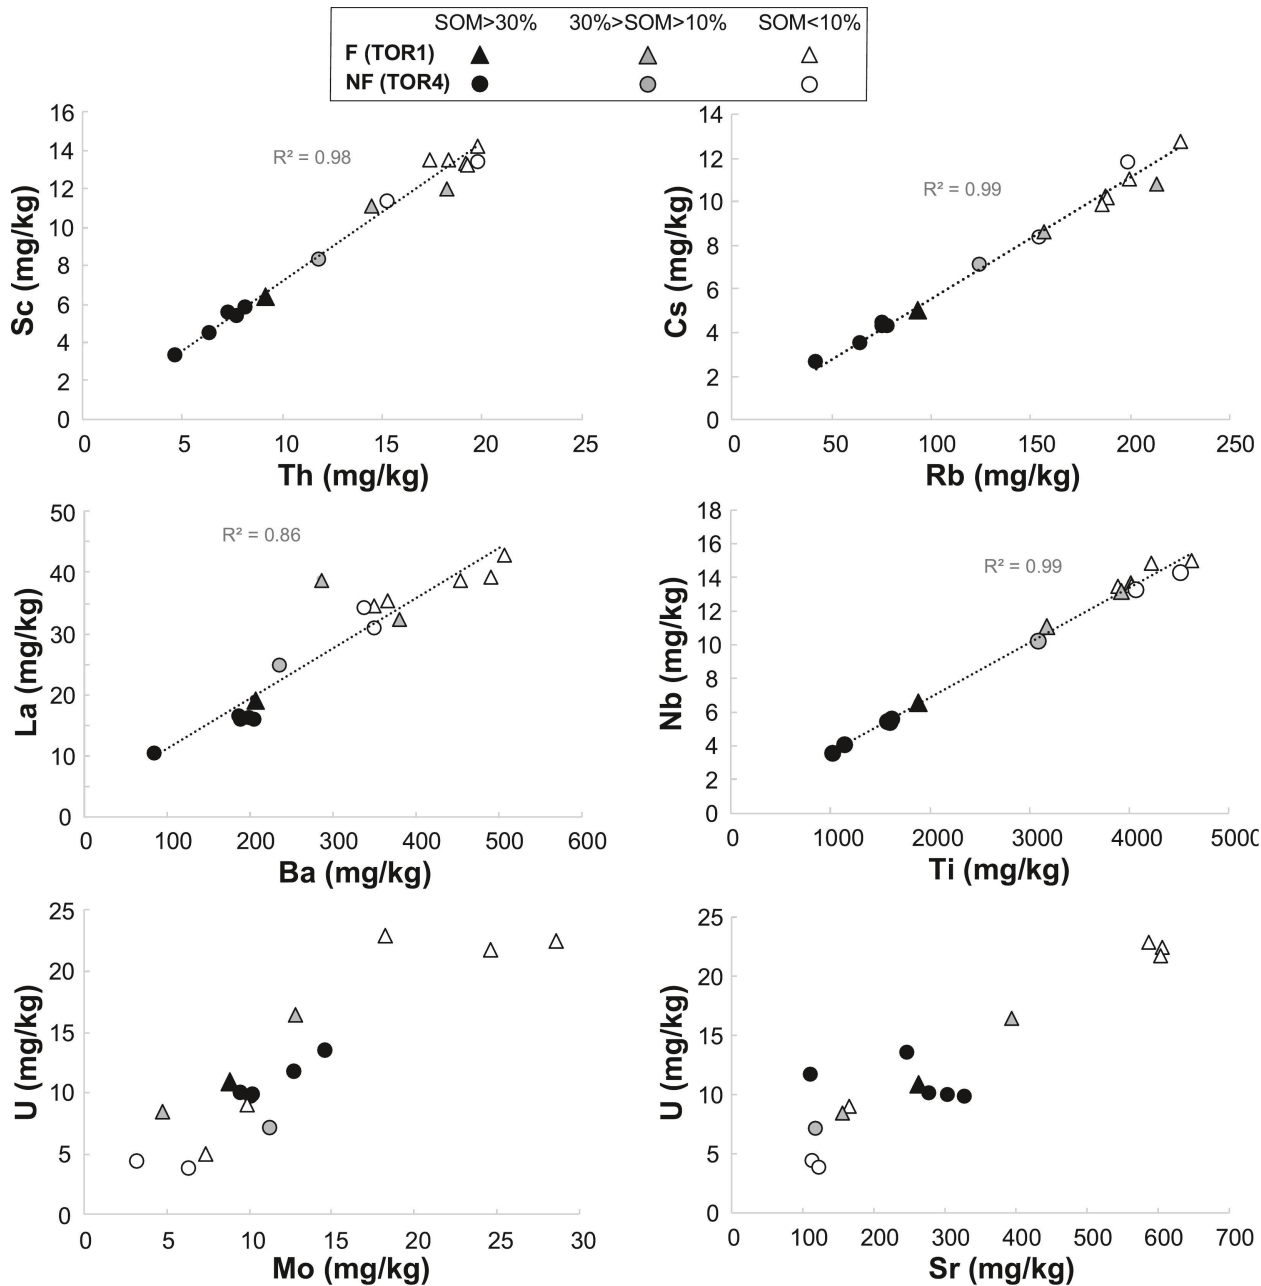 SOM>30% 30%>SOM>10% SOM<10%
F (TOR1)
NF (TOR4)
16
14
12
10
8
6
4
2
0
Sc (mg/kg)
R² = 0.98
0 5 10 15 20 25
Th (mg/kg)
14
12
10
8
6
4
2
0
Cs (mg/kg)
R² = 0.99
0 50 100 150 200 250
Rb (mg/kg)
50
40
30
20
10
0
La (mg/kg)
R² = 0.86
0 100 200 300 400 500 600
Ba (mg/kg)
18
16
14
12
10
8
6
4
2
0
Nb (mg/kg)
R² = 0.99
0 1000 2000 3000 4000 5000
Ti (mg/kg)
25
20
15
10
5
0
U (mg/kg)
0 5 10 15 20 25 30
Mo (mg/kg)
25
20
15
10
5
0
U (mg/kg)
0 100 200 300 400 500 600 700
Sr (mg/kg)